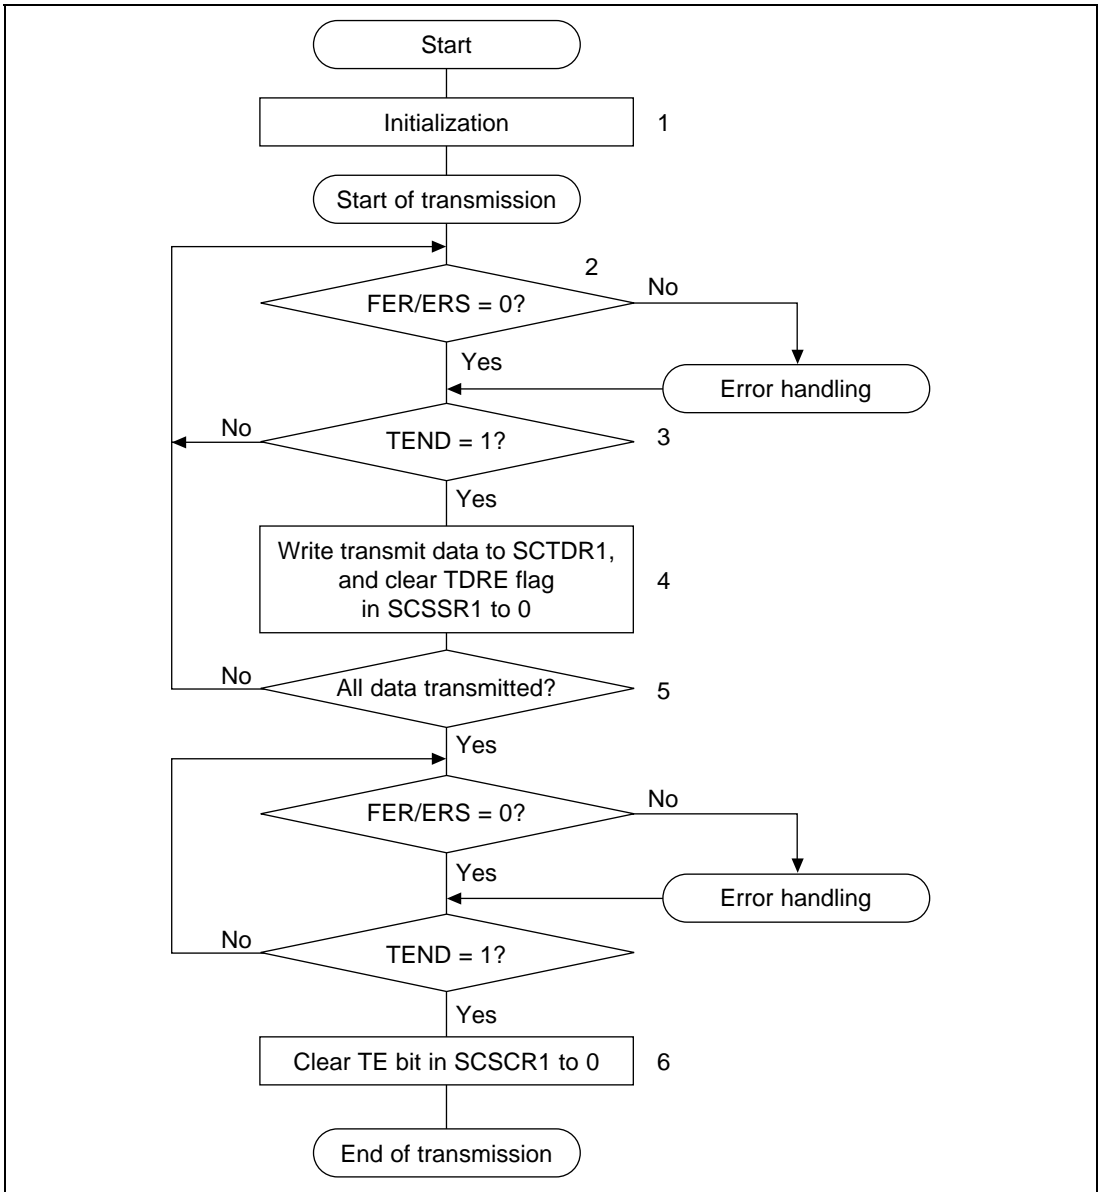 Start
Initialization
1
Start of transmission
2
FER/ERS = 0?
No
Yes
Error handling
No
TEND = 1?
3
Yes
Write transmit data to SCTDR1,
and clear TDRE flag
in SCSSR1 to 0
4
No
All data transmitted?
5
Yes
FER/ERS = 0?
No
Yes
Error handling
No
TEND = 1?
Yes
Clear TE bit in SCSCR1 to 0
6
End of transmission